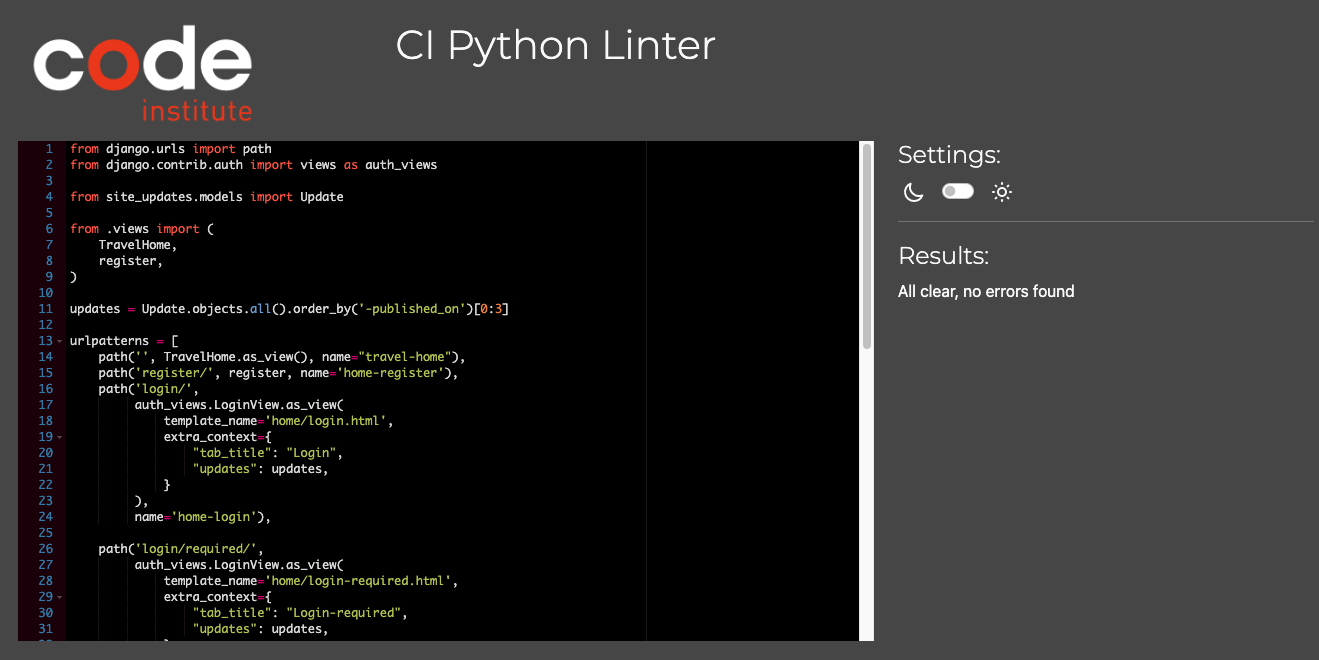 code
institute
CI Python Linter
1 from django.urls import path
2 from django.contrib.auth import views as auth_views
3
4 from site_updates.models import Update
5
6 from .views import (
7     TravelHome,
8     register,
9 )
10
11 updates = Update.objects.all().order_by('-published_on')[0:3]
12
13 urlpatterns = [
14     path('', TravelHome.as_view(), name="travel-home"),
15     path('register/', register, name='home-register'),
16     path('login/',
17          auth_views.LoginView.as_view(
18              template_name='home/login.html',
19              extra_context={
20                  "tab_title": "Login",
21                  "updates": updates,
22              }
23          ),
24          name='home-login'),
25
26     path('login/required/',
27          auth_views.LoginView.as_view(
28              template_name='home/login-required.html',
29              extra_context={
30                  "tab_title": "Login-required",
31                  "updates": updates,
Settings:
Results:
All clear, no errors found